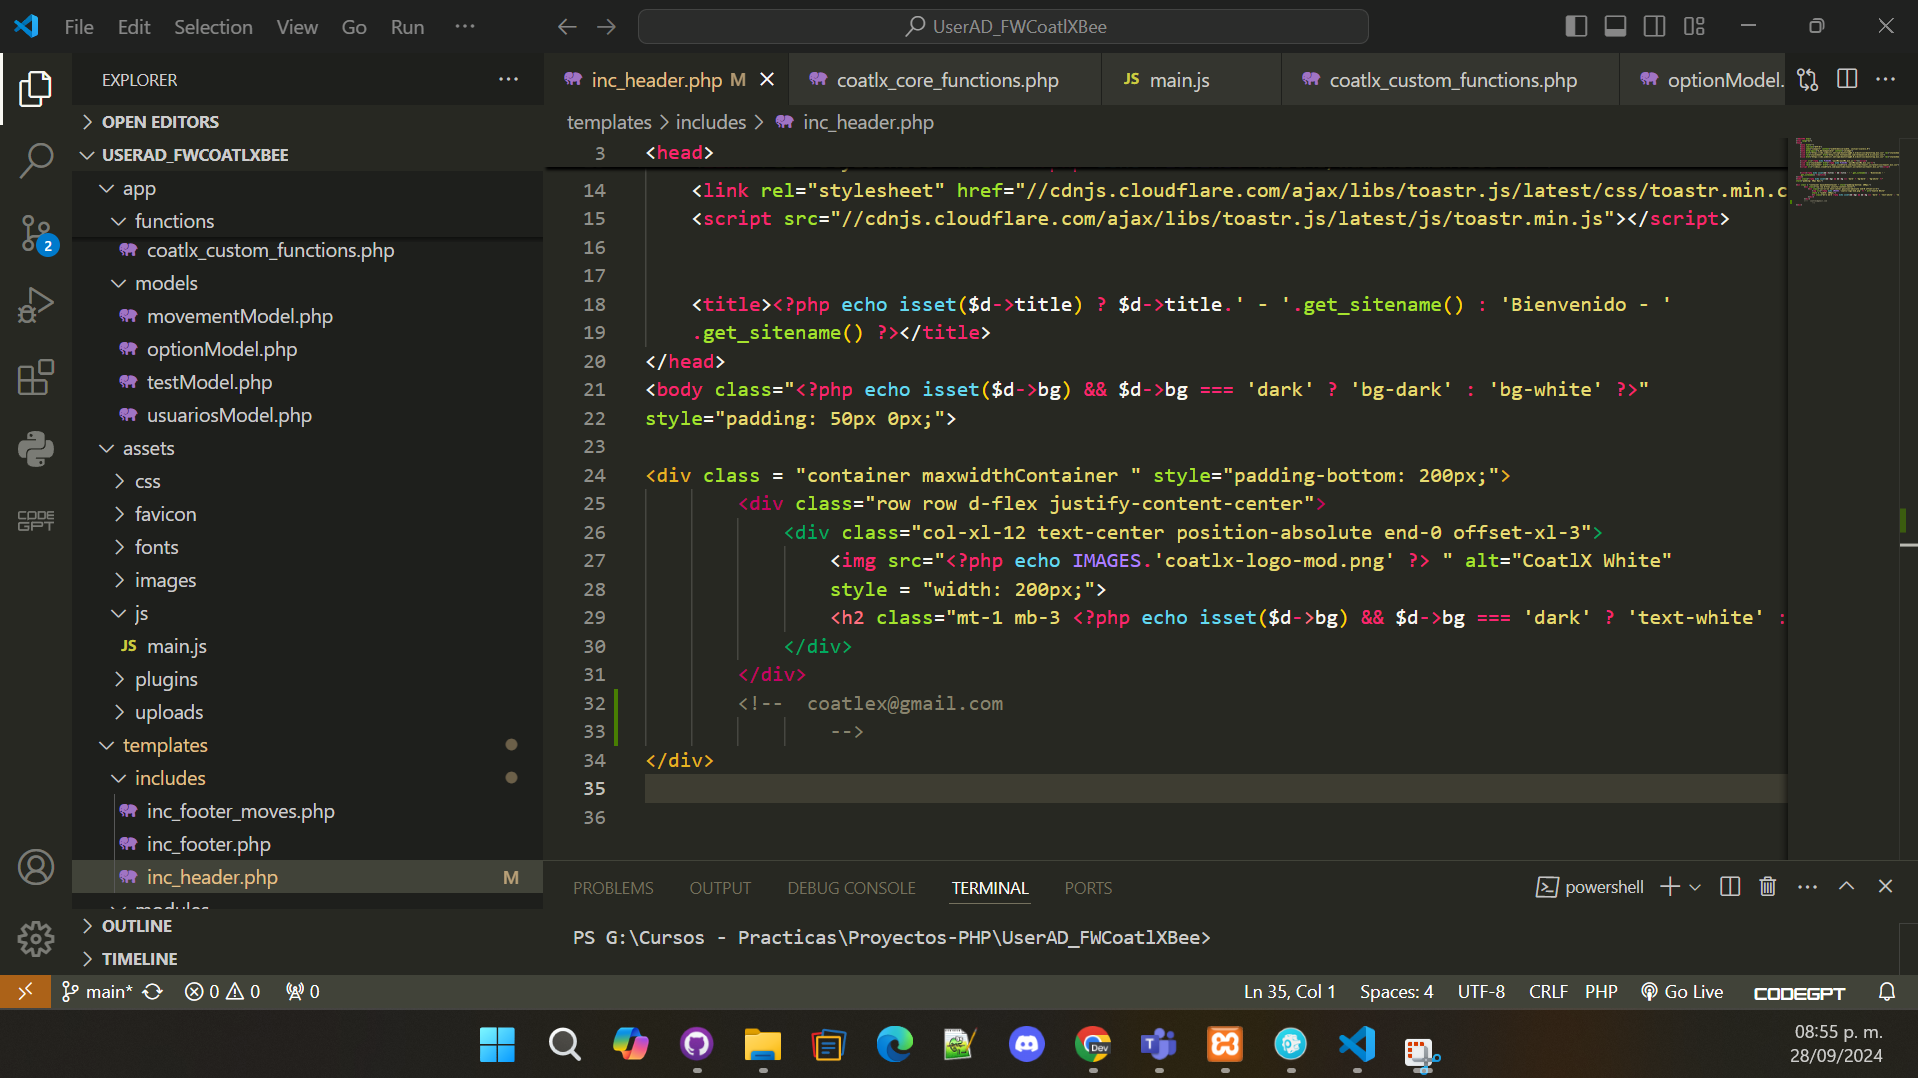 File Edit Selection View Go Run ···
UserAD_FWCoatlXBee
EXPLORER
OPEN EDITORS
USERAD_FWCOATLXBEE
app
functions
coatlx_custom_functions.php
models
movementModel.php
optionModel.php
testModel.php
usuariosModel.php
assets
css
favicon
fonts
images
js
JS main.js
plugins
uploads
templates
includes
inc_footer_moves.php
inc_footer.php
inc_header.php M
OUTLINE
TIMELINE
2
CODE
GPT
inc_header.php M
coatlx_core_functions.php
JS main.js
coatlx_custom_functions.php
optionModel.
templates > includes > inc_header.php
3 <head>
14 <link rel="stylesheet" href="//cdnjs.cloudflare.com/ajax/libs/toastr.js/latest/css/toastr.min.c
15 <script src="//cdnjs.cloudflare.com/ajax/libs/toastr.js/latest/js/toastr.min.js"></script>
16
17
18 <title><?php echo isset($d->title) ? $d->title.' - '.get_sitename() : 'Bienvenido - '
19 .get_sitename() ?></title>
20 </head>
21 <body class="<?php echo isset($d->bg) && $d->bg === 'dark' ? 'bg-dark' : 'bg-white' ?>"
22 style="padding: 50px 0px;">
23
24 <div class = "container maxwidthContainer " style="padding-bottom: 200px;">
25 <div class="row row d-flex justify-content-center">
26 <div class="col-xl-12 text-center position-absolute end-0 offset-xl-3">
27 <img src="<?php echo IMAGES.'coatlx-logo-mod.png' ?> " alt="CoatlX White"
28 style = "width: 200px;">
29 <h2 class="mt-1 mb-3 <?php echo isset($d->bg) && $d->bg === 'dark' ? 'text-white' :
30 </div>
31 </div>
32 <!-- coatlex@gmail.com
33 -->
34 </div>
35
36
PROBLEMS OUTPUT DEBUG CONSOLE TERMINAL PORTS
powershell
PS G:\Cursos - Practicas\Proyectos-PHP\UserAD_FWCoatlXBee>
main* 0 0 0
Ln 35, Col 1 Spaces: 4 UTF-8 CRLF PHP Go Live CODEGPT
Dev
08:55 p. m.
28/09/2024